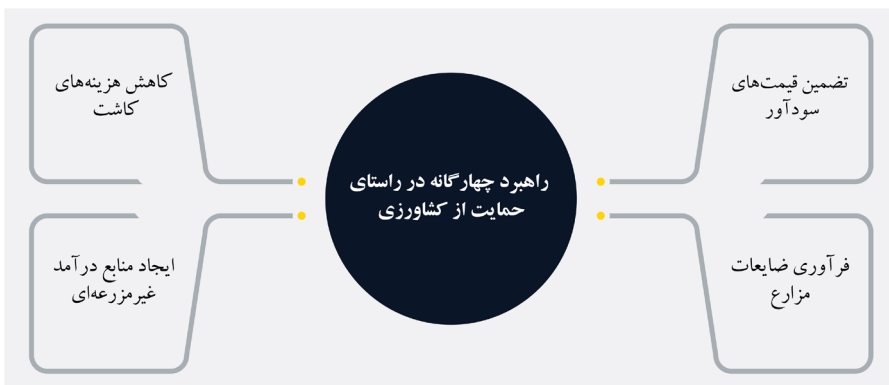 راهبرد چهارگانه در راستای
حمایت از کشاورزی
تضمین قیمت‌های
سودآور
کاهش هزینه‌های
کاشت
فرآوری ضایعات
مزارع
ایجاد منابع درآمد
غیرمزرعه‌ای